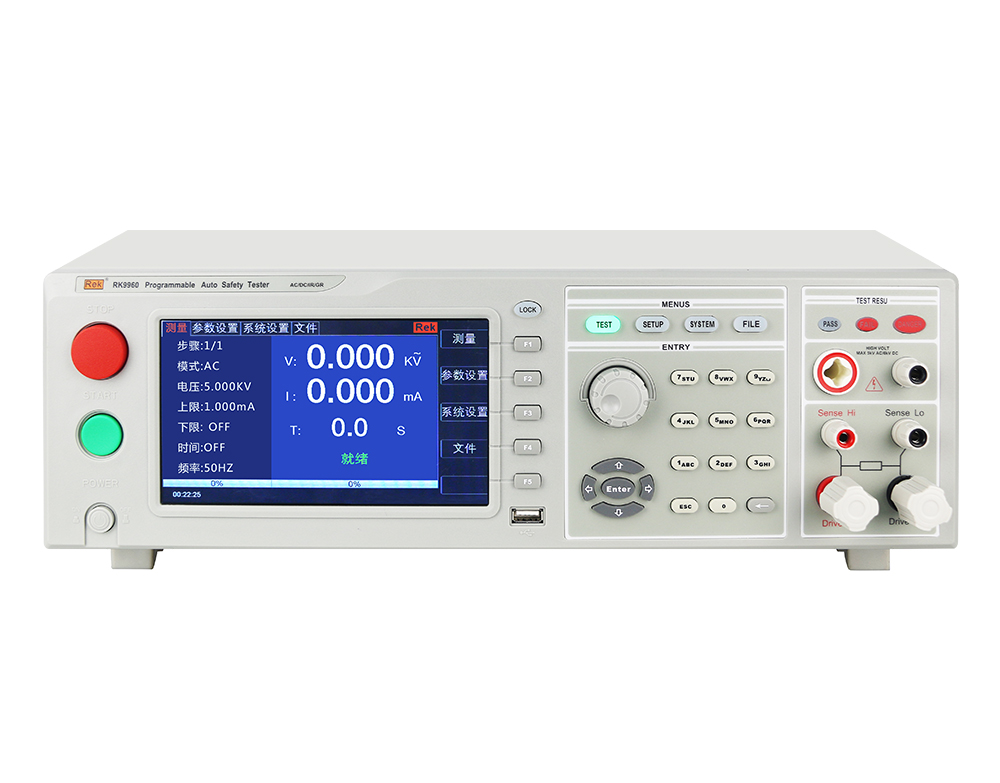 Rek RK9960 Programmable Auto Safety Tester AC/DC/IR/GR
STOP
START
POWER
测量 参数设置 系统设置 文件 Rek
步骤:1/1
模式:AC
电压:5.000KV
上限:1.000mA
下限: OFF
时间:OFF
频率:50HZ
V: 0.000 KṼ
I: 0.000 mA
T: 0.0 S
就绪
0% 0%
00:22:25
测量
参数设置
系统设置
文件
LOCK
F1
F2
F3
F4
F5
MENUS
TEST SETUP SYSTEM FILE
ENTRY
7STU 8VWX 9YZ
4JKL 5MNO 6PQR
1ABC 2DEF 3GHI
ESC 0
Enter
TEST RESU
PASS FAIL DANGER
HIGH VOLT
MAX 5kV AC/6kV DC
Sense Hi Sense Lo
Drive Drive